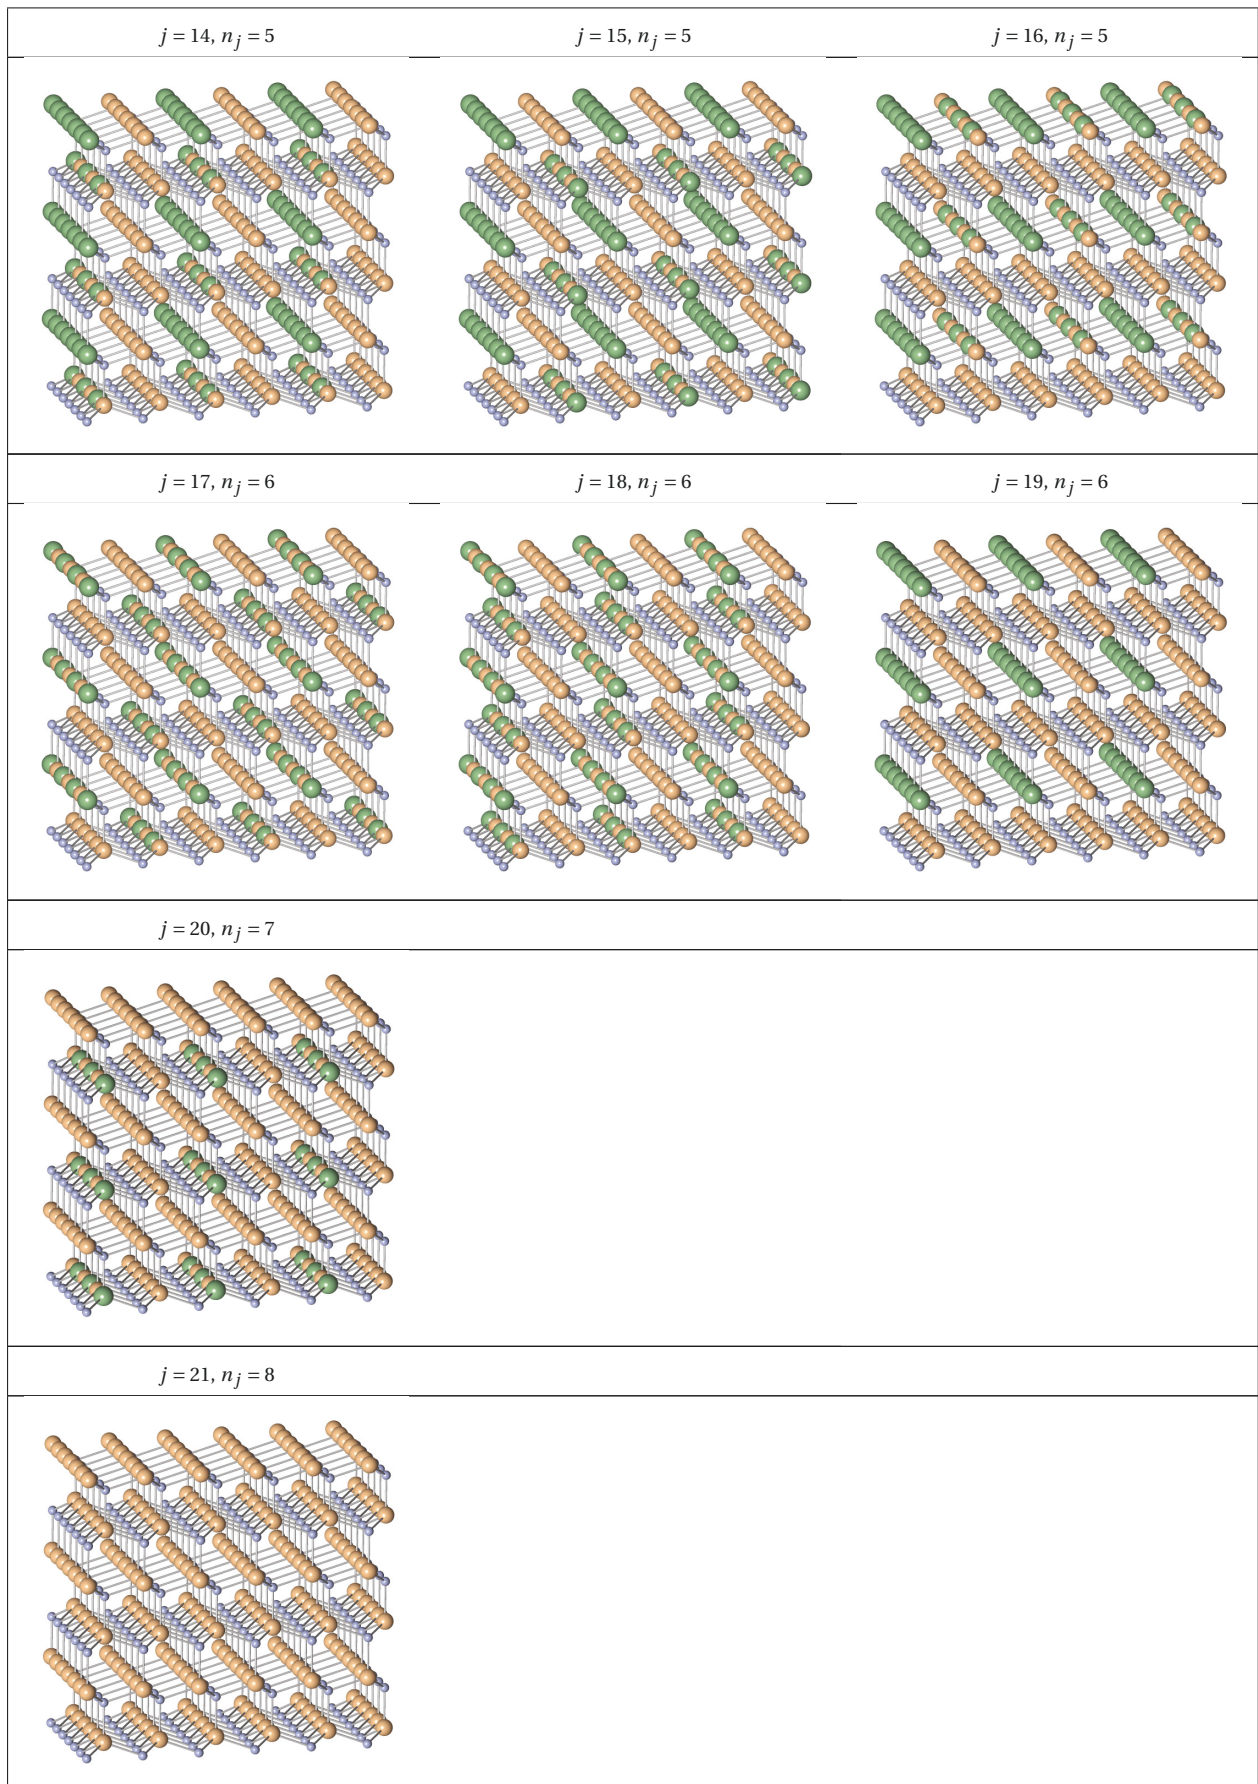 j = 14, n_j = 5
j = 15, n_j = 5
j = 16, n_j = 5
j = 17, n_j = 6
j = 18, n_j = 6
j = 19, n_j = 6
j = 20, n_j = 7
j = 21, n_j = 8